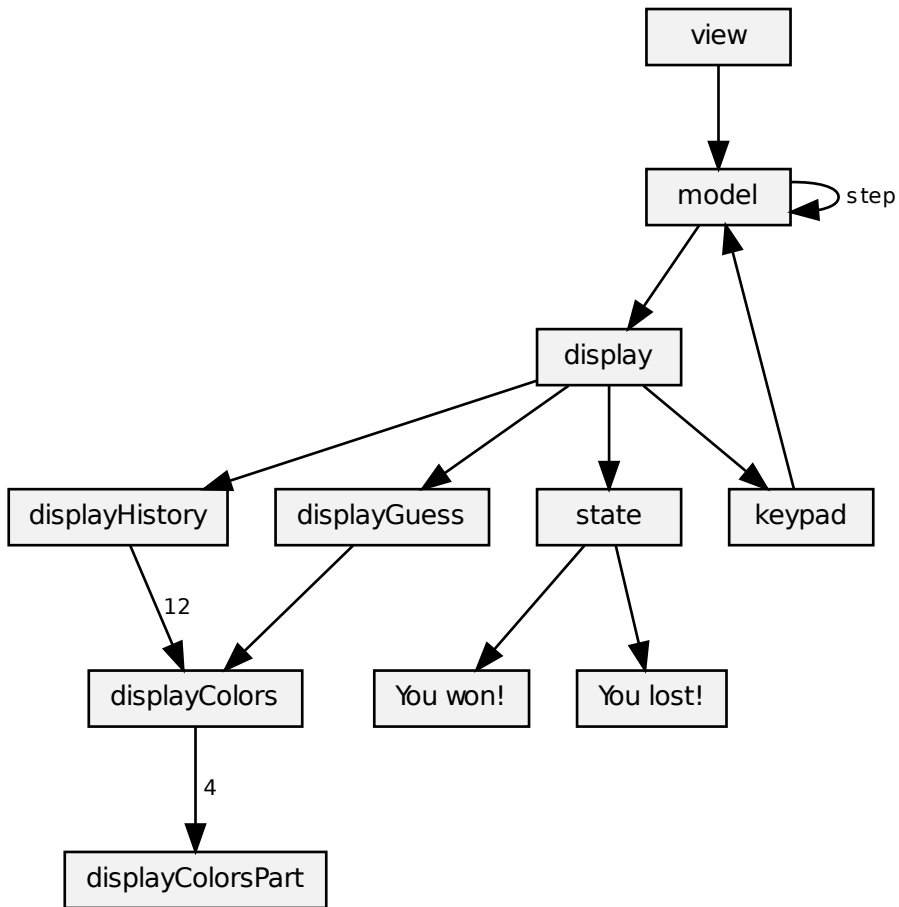 view
model
step
display
displayHistory
displayGuess
state
keypad
12
displayColors
You won!
You lost!
4
displayColorsPart